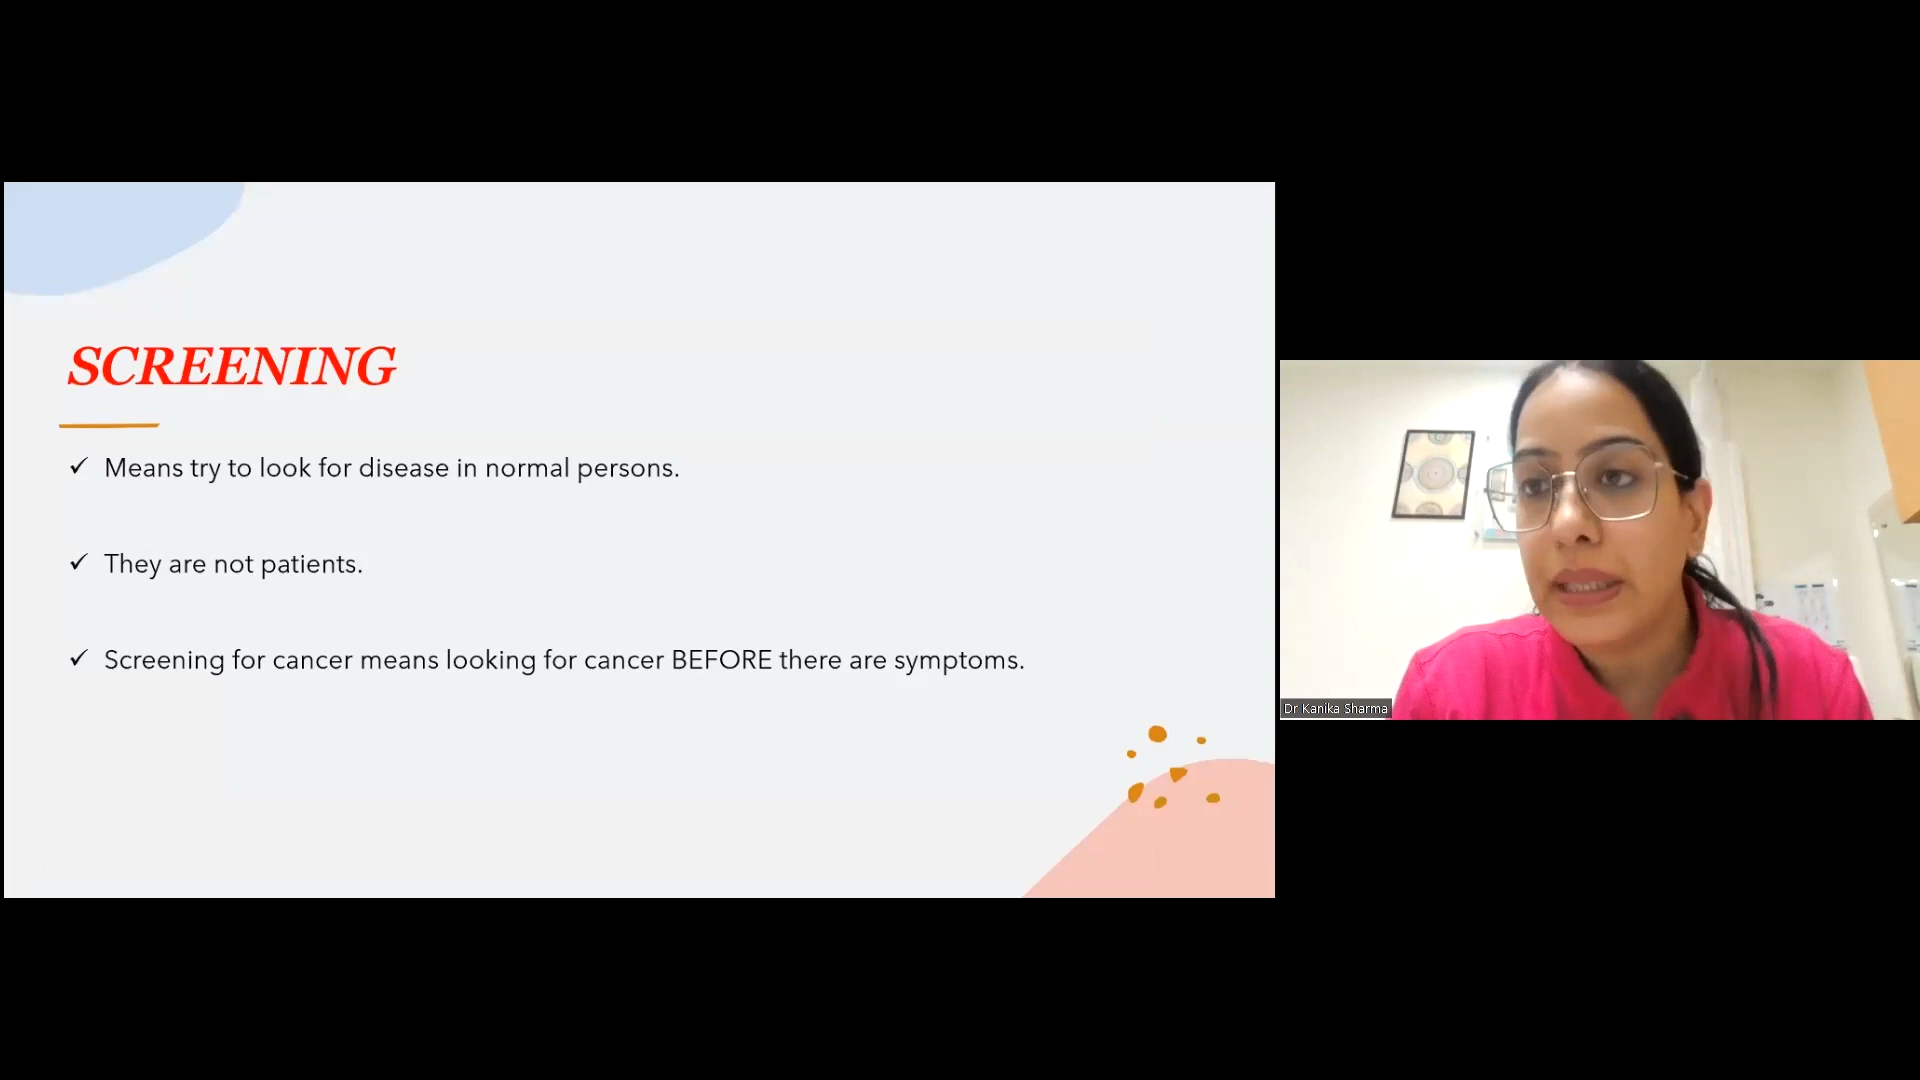 SCREENING
✓ Means try to look for disease in normal persons.
✓ They are not patients.
✓ Screening for cancer means looking for cancer BEFORE there are symptoms.
Dr Kanika Sharma